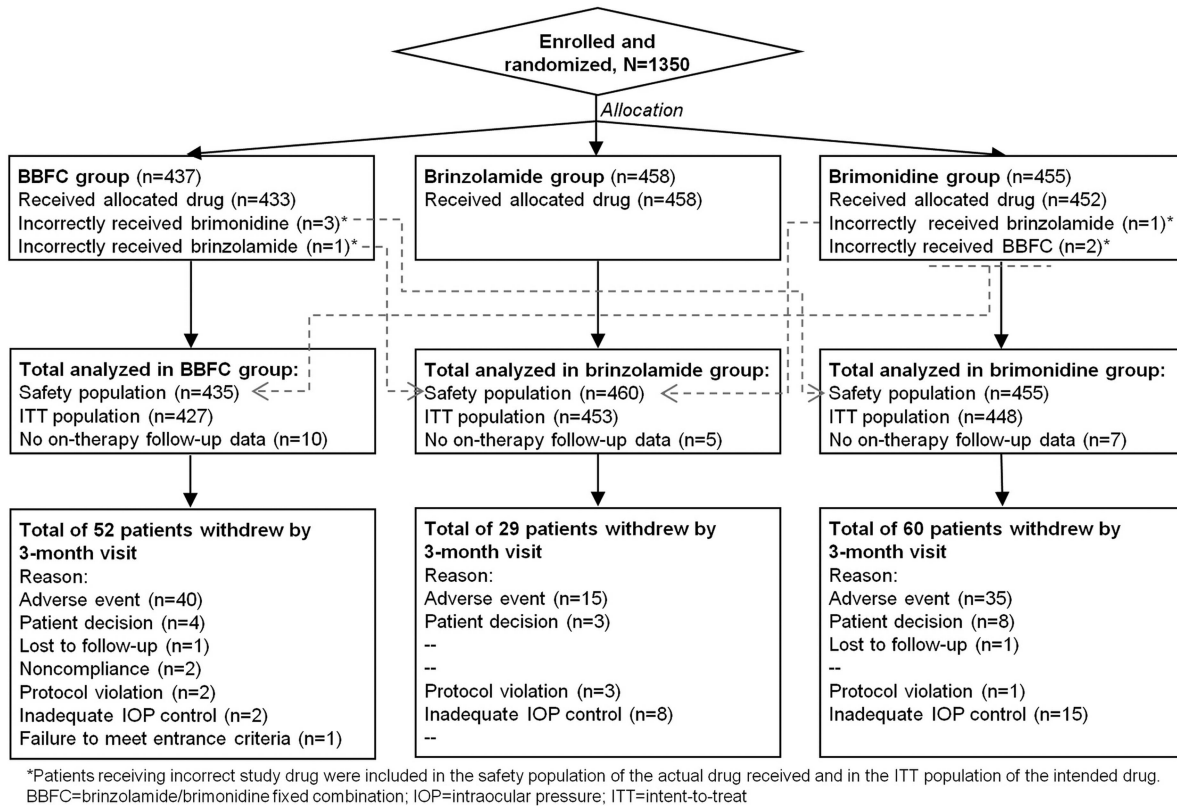 Enrolled and
randomized, N=1350
Allocation
BBFC group (n=437)
Received allocated drug (n=433)
Incorrectly received brimonidine (n=3)*
Incorrectly received brinzolamide (n=1)*
Brinzolamide group (n=458)
Received allocated drug (n=458)
Brimonidine group (n=455)
Received allocated drug (n=452)
Incorrectly received brinzolamide (n=1)*
Incorrectly received BBFC (n=2)*
Total analyzed in BBFC group:
Safety population (n=435)
ITT population (n=427)
No on-therapy follow-up data (n=10)
Total analyzed in brinzolamide group:
Safety population (n=460)
ITT population (n=453)
No on-therapy follow-up data (n=5)
Total analyzed in brimonidine group:
Safety population (n=455)
ITT population (n=448)
No on-therapy follow-up data (n=7)
Total of 52 patients withdrew by
3-month visit
Reason:
Adverse event (n=40)
Patient decision (n=4)
Lost to follow-up (n=1)
Noncompliance (n=2)
Protocol violation (n=2)
Inadequate IOP control (n=2)
Failure to meet entrance criteria (n=1)
Total of 29 patients withdrew by
3-month visit
Reason:
Adverse event (n=15)
Patient decision (n=3)
--
--
Protocol violation (n=3)
Inadequate IOP control (n=8)
--
Total of 60 patients withdrew by
3-month visit
Reason:
Adverse event (n=35)
Patient decision (n=8)
Lost to follow-up (n=1)
--
Protocol violation (n=1)
Inadequate IOP control (n=15)
*Patients receiving incorrect study drug were included in the safety population of the actual drug received and in the ITT population of the intended drug.
BBFC=brinzolamide/brimonidine fixed combination; IOP=intraocular pressure; ITT=intent-to-treat